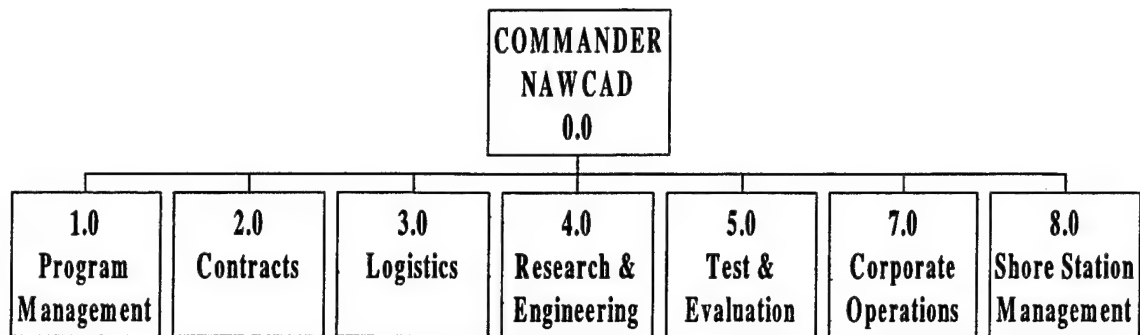 COMMANDER
NAWCAD
0.0
1.0
Program
Management
2.0
Contracts
3.0
Logistics
4.0
Research &
Engineering
5.0
Test &
Evaluation
7.0
Corporate
Operations
8.0
Shore Station
Management